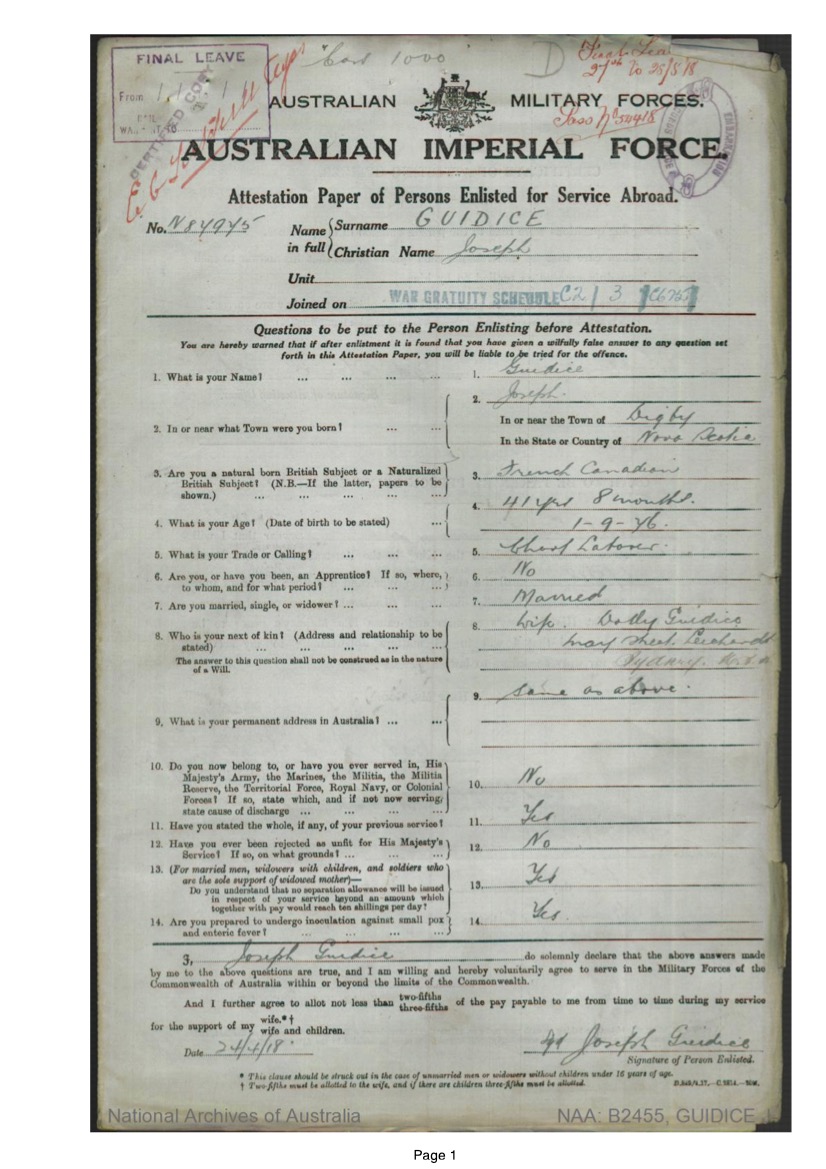 FINAL LEAVE
"Card 1000"
D
Final Leave
to 25/5/18
From
CERTIFIED COPY
AUSTRALIAN MILITARY FORCES.
AUSTRALIAN IMPERIAL FORCE.
Attestation Paper of Persons Enlisted for Service Abroad.
No. N84945 Name in full Surname GUIDICE
Christian Name Joseph
Unit
Joined on WAR GRATUITY SCHEDULE C2 / 3
Questions to be put to the Person Enlisting before Attestation.
You are hereby warned that if after enlistment it is found that you have given a wilfully false answer to any question set
forth in this Attestation Paper, you will be liable to be tried for the offence.
1. What is your Name? ... ... ... ... 1. Guidice
2. Joseph.
2. In or near what Town were you born? ... ... In or near the Town of Digby
In the State or Country of Nova Scotia
3. Are you a natural born British Subject or a Naturalized
British Subject? (N.B.—If the latter, papers to be
shown.) ... ... ... ... 3. French Canadian
4. What is your Age? (Date of birth to be stated) ... 4. 41 yrs 8 months.
1-9-76.
5. What is your Trade or Calling? ... ... ... 5. Laborer.
6. Are you, or have you been, an Apprentice? If so, where,
to whom, and for what period? ... ... ... 6. No
7. Are you married, single, or widower? ... ... ... 7. Married
8. Who is your next of kin? (Address and relationship to be
stated) ... ... ... ... 8. Wife. Dolly Guidice
May Street. Leichardt
Sydney. N.S.W
The answer to this question shall not be construed as in the nature
of a Will.
9, What is your permanent address in Australia? ... ... 9. Same as above.
10. Do you now belong to, or have you ever served in, His
Majesty's Army, the Marines, the Militia, the Militia
Reserve, the Territorial Force, Royal Navy, or Colonial
Forces? If so, state which, and if not now serving,
state cause of discharge ... ... ... ... 10. No
11. Have you stated the whole, if any, of your previous service? 11. Yes
12. Have you ever been rejected as unfit for His Majesty's
Service? If so, on what grounds? ... ... ... 12. No
13. (For married men, widowers with children, and soldiers who
are the sole support of widowed mother)—
Do you understand that no separation allowance will be issued
in respect of your service beyond an amount which
together with pay would reach ten shillings per day? 13. Yes
14. Are you prepared to undergo inoculation against small pox
and enteric fever? ... ... ... ... 14. Yes.
I, Joseph Guidice do solemnly declare that the above answers made
by me to the above questions are true, and I am willing and hereby voluntarily agree to serve in the Military Forces of the
Commonwealth of Australia within or beyond the limits of the Commonwealth.
And I further agree to allot not less than two-fifths three-fifths of the pay payable to me from time to time during my service
for the support of my wife.*† wife and children.
Date 24/4/18. Joseph Guidice
Signature of Person Enlisted.
* This clause should be struck out in the case of unmarried men or widowers without children under 16 years of age.
† Two-fifths must be allotted to the wife, and if there are children three-fifths must be allotted.
National Archives of Australia NAA: B2455, GUIDICE J
Page 1